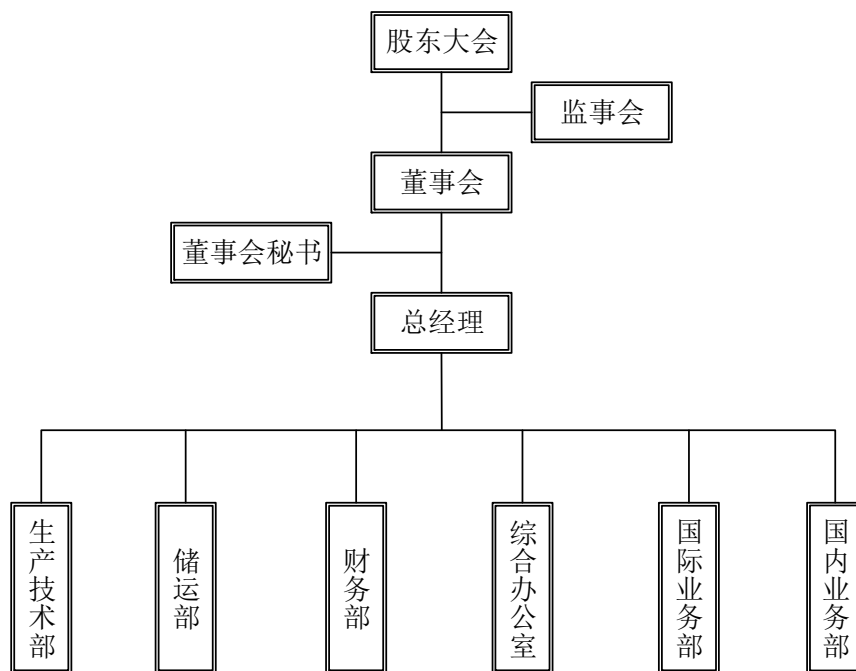 股东大会
监事会
董事会
董事会秘书
总经理
生产技术部
储运部
财务部
综合办公室
国际业务部
国内业务部